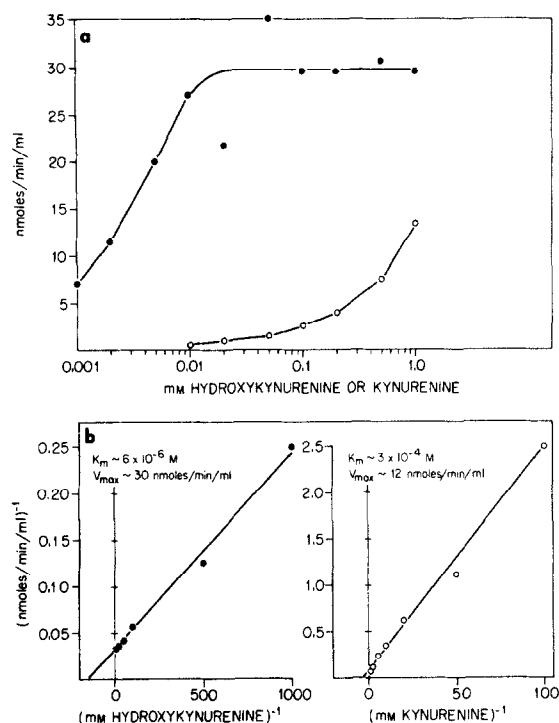 a
35
30
25
20
15
10
5
nmoles/min/ml
0.001
0.01
0.1
1.0
mM HYDROXYKYNURENINE OR KYNURENINE
b
Km ~ 6 x 10-6 M
Vmax ~ 30 nmoles/min/ml
0.25
0.20
0.15
0.10
0.05
(nmoles/min/ml)-1
0
500
1000
(mM HYDROXYKYNURENINE)-1
Km ~ 3 x 10-4 M
Vmax ~ 12 nmoles/min/ml
2.5
2.0
1.5
1.0
0.5
0
50
100
(mM KYNURENINE)-1